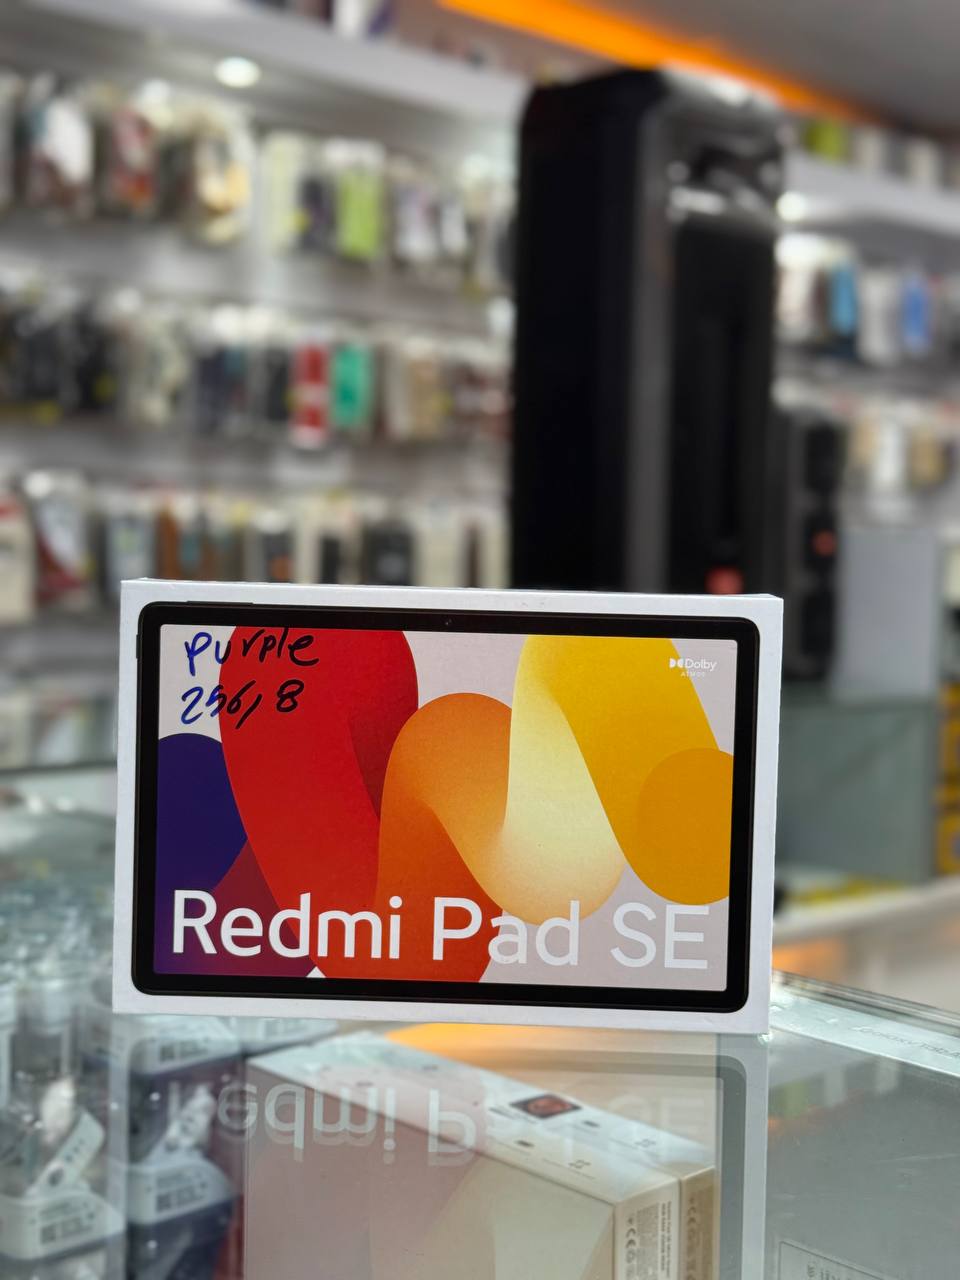 purple
256/8
Dolby
ATMOS
Redmi Pad SE